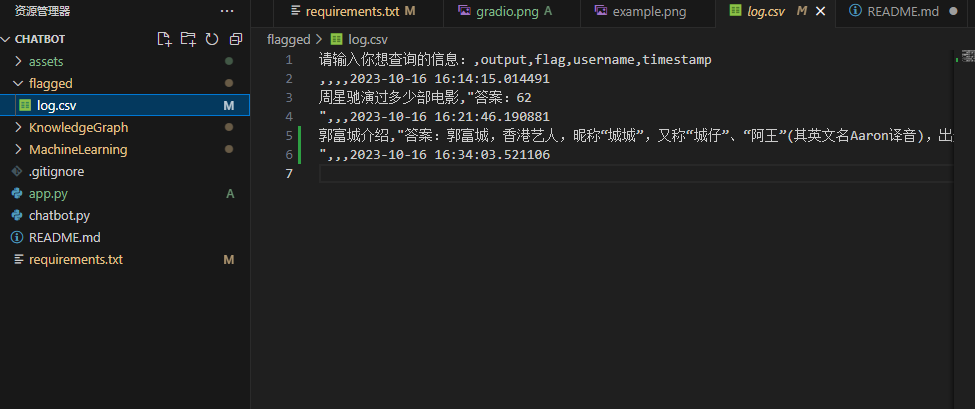 资源管理器
CHATBOT
assets
flagged
log.csv M
KnowledgeGraph
MachineLearning
.gitignore
app.py A
chatbot.py
README.md
requirements.txt M
requirements.txt M gradio.png A example.png log.csv M README.md
flagged > log.csv
1 请输入你想查询的信息：,output,flag,username,timestamp
2 ,,,,2023-10-16 16:14:15.014491
3 周星驰演过多少部电影,"答案：62
4 ",,,2023-10-16 16:21:46.190881
5 郭富城介绍,"答案：郭富城，香港艺人，昵称“城城”，又称“城仔”、“阿王”(其英文名Aaron译音)，出
6 ",,,2023-10-16 16:34:03.521106
7